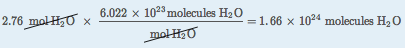 2.76 mol H₂O × 6.022 × 10²³ molecules H₂O / mol H₂O = 1.66 × 10²⁴ molecules H₂O